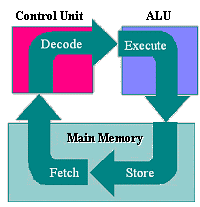 Control Unit
ALU
Decode
Execute
Main Memory
Fetch
Store